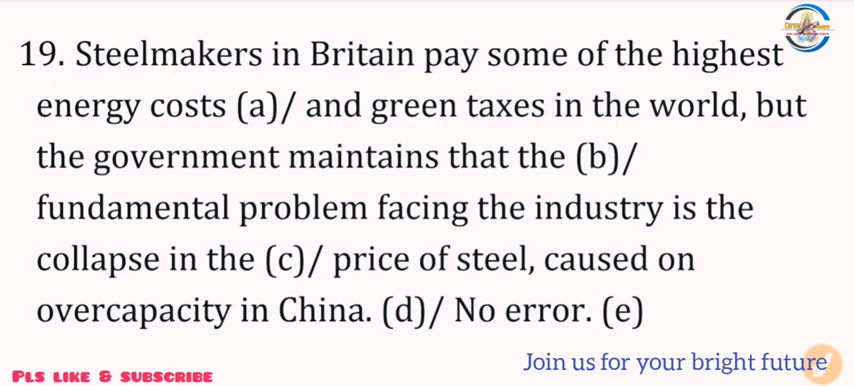 19. Steelmakers in Britain pay some of the highest
energy costs (a)/ and green taxes in the world, but
the government maintains that the (b)/
fundamental problem facing the industry is the
collapse in the (c)/ price of steel, caused on
overcapacity in China. (d)/ No error. (e)
Join us for your bright future
PLS LIKE & SUBSCRIBE